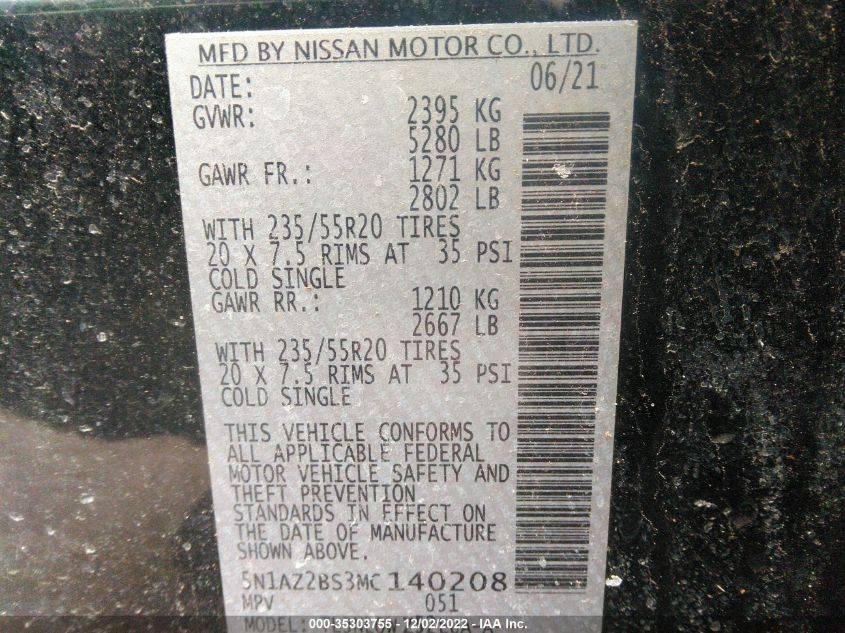 MFD BY NISSAN MOTOR CO., LTD.
DATE: 06/21
GVWR: 2395 KG
5280 LB
GAWR FR.: 1271 KG
2802 LB
WITH 235/55R20 TIRES
20 X 7.5 RIMS AT 35 PSI
COLD SINGLE
GAWR RR.: 1210 KG
2667 LB
WITH 235/55R20 TIRES
20 X 7.5 RIMS AT 35 PSI
COLD SINGLE
THIS VEHICLE CONFORMS TO
ALL APPLICABLE FEDERAL
MOTOR VEHICLE SAFETY AND
THEFT PREVENTION
STANDARDS IN EFFECT ON
THE DATE OF MANUFACTURE
SHOWN ABOVE.
5N1AZ2BS3MC140208
MPV 051
MODEL:
000-35303755 - 12/02/2022 - IAA Inc.